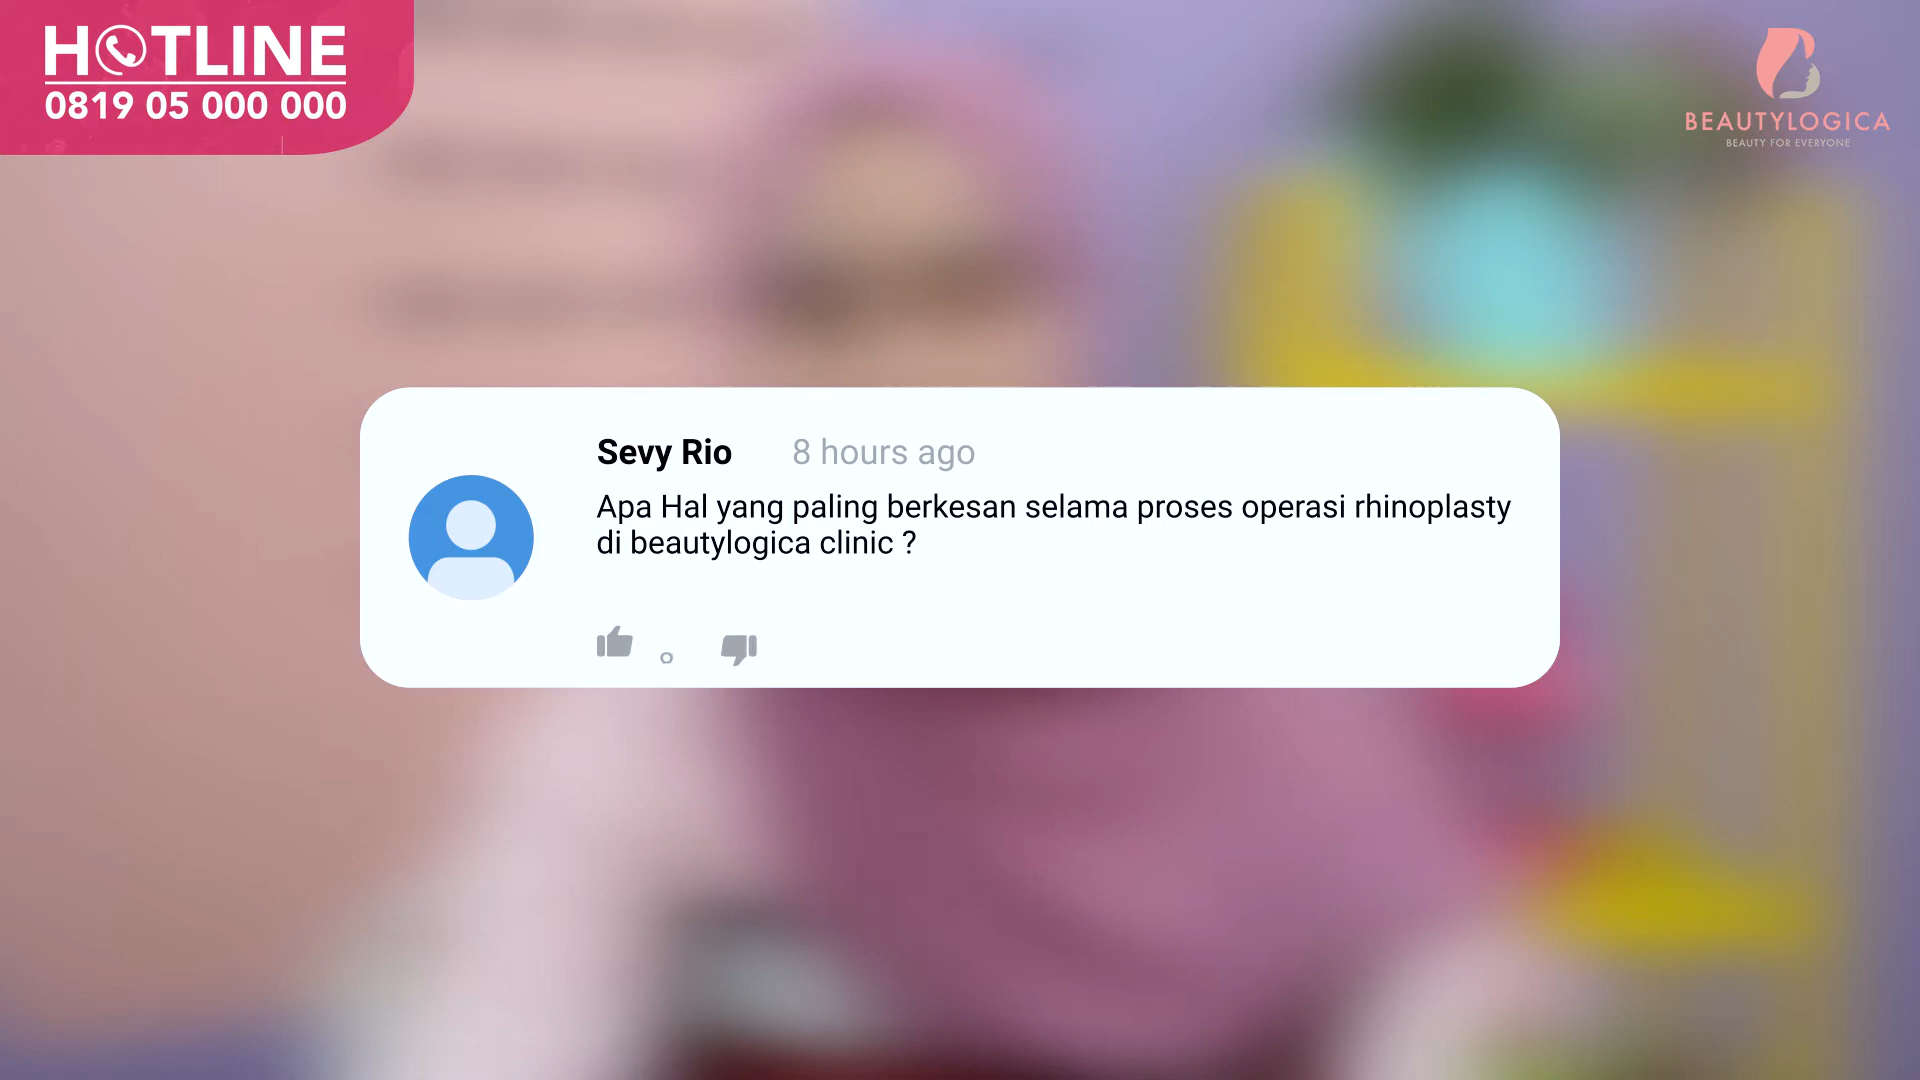 HOTLINE
0819 05 000 000
BEAUTYLOGICA
BEAUTY FOR EVERYONE
Sevy Rio 8 hours ago
Apa Hal yang paling berkesan selama proses operasi rhinoplasty
di beautylogica clinic ?
0